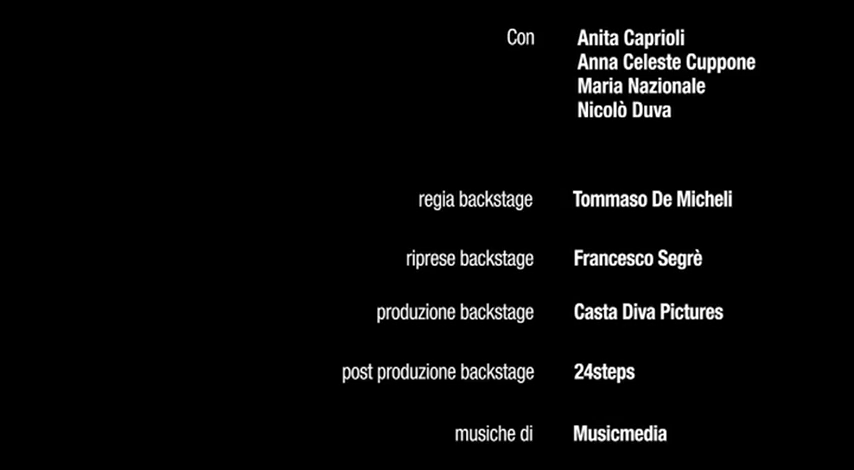 Con Anita Caprioli
Anna Celeste Cuppone
Maria Nazionale
Nicolò Duva
regia backstage Tommaso De Micheli
riprese backstage Francesco Segrè
produzione backstage Casta Diva Pictures
post produzione backstage 24steps
musiche di Musicmedia